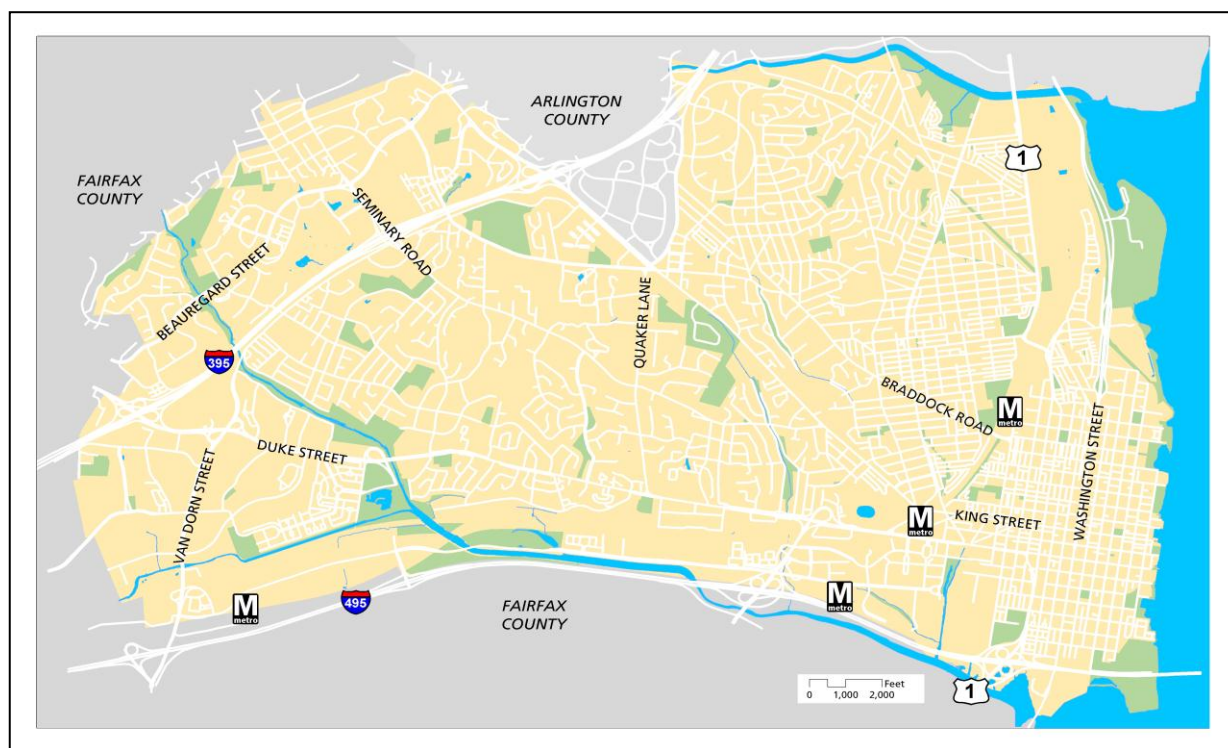 ARLINGTON
COUNTY
1
FAIRFAX
COUNTY
SEMINARY ROAD
BEAUREGARD STREET
QUAKER LANE
395
BRADDOCK ROAD
M
metro
WASHINGTON STREET
DUKE STREET
VAN DORN STREET
KING STREET
M
metro
M
metro
495
M
metro
FAIRFAX
COUNTY
Feet
0 1,000 2,000
1